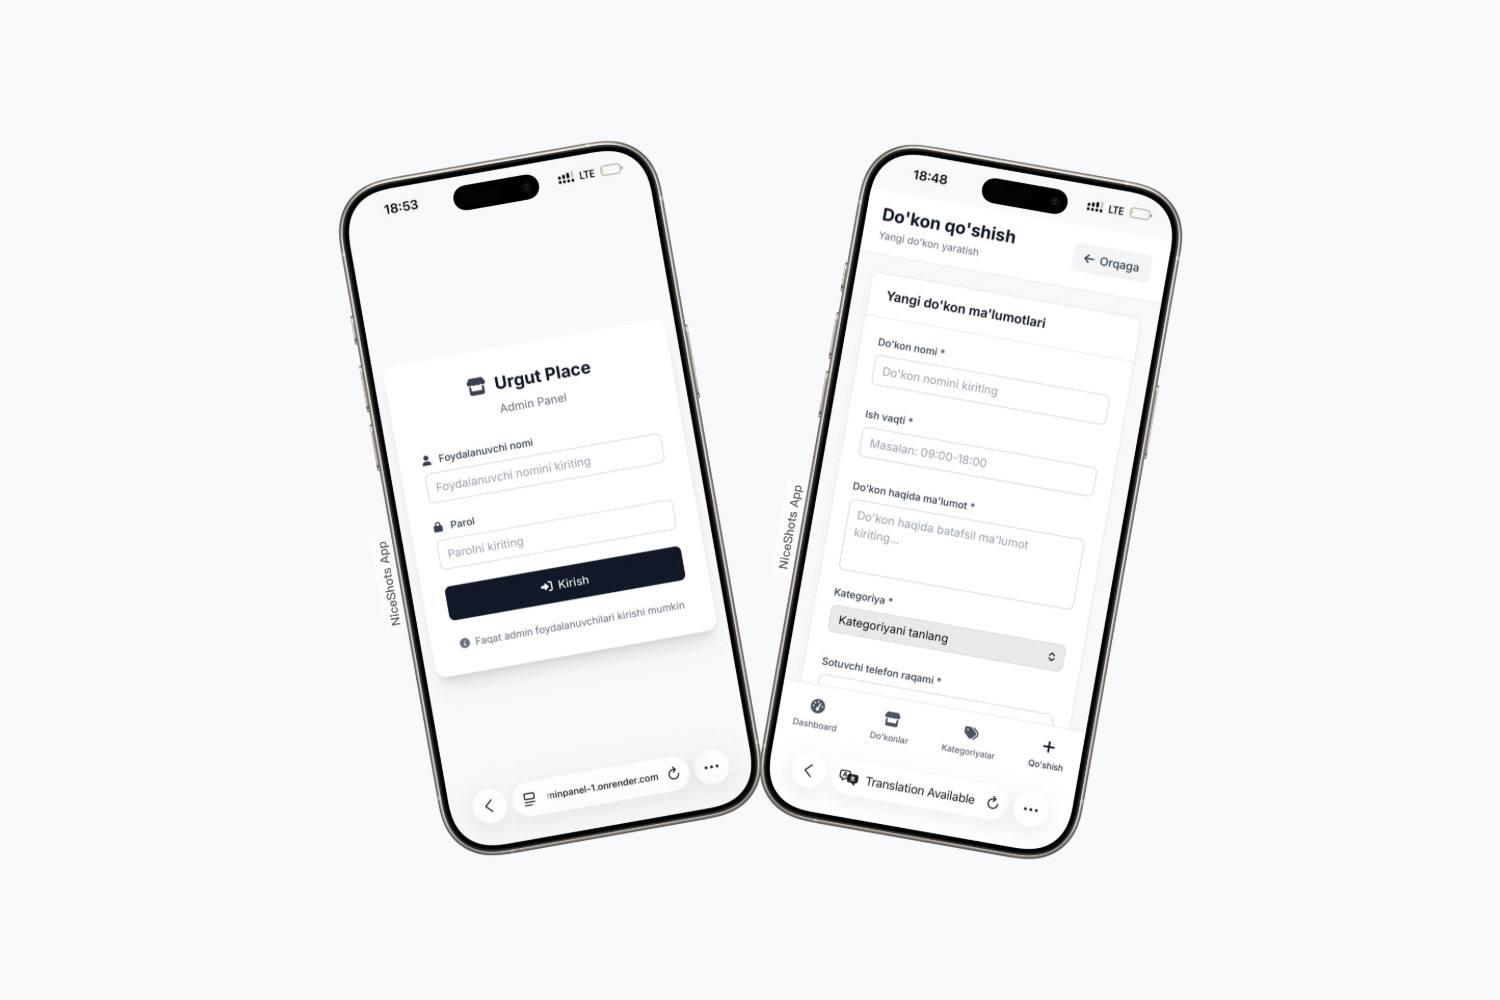 18:53
LTE
Urgut Place
Admin Panel
Foydalanuvchi nomi
Foydalanuvchi nomini kiriting
Parol
Parolni kiriting
Kirish
Faqat admin foydalanuvchilari kirishi mumkin
minpanel-1.onrender.com
NiceShots App
18:48
LTE
Do'kon qo'shish
Yangi do'kon yaratish
Orqaga
Yangi do'kon ma'lumotlari
Do'kon nomi *
Do'kon nomini kiriting
Ish vaqti *
Masalan: 09:00-18:00
Do'kon haqida ma'lumot *
Do'kon haqida batafsil ma'lumot
kiriting...
Kategoriya *
Kategoriyani tanlang
Sotuvchi telefon raqami *
Dashboard
Do'konlar
Kategoriyalar
Qo'shish
Translation Available
NiceShots App